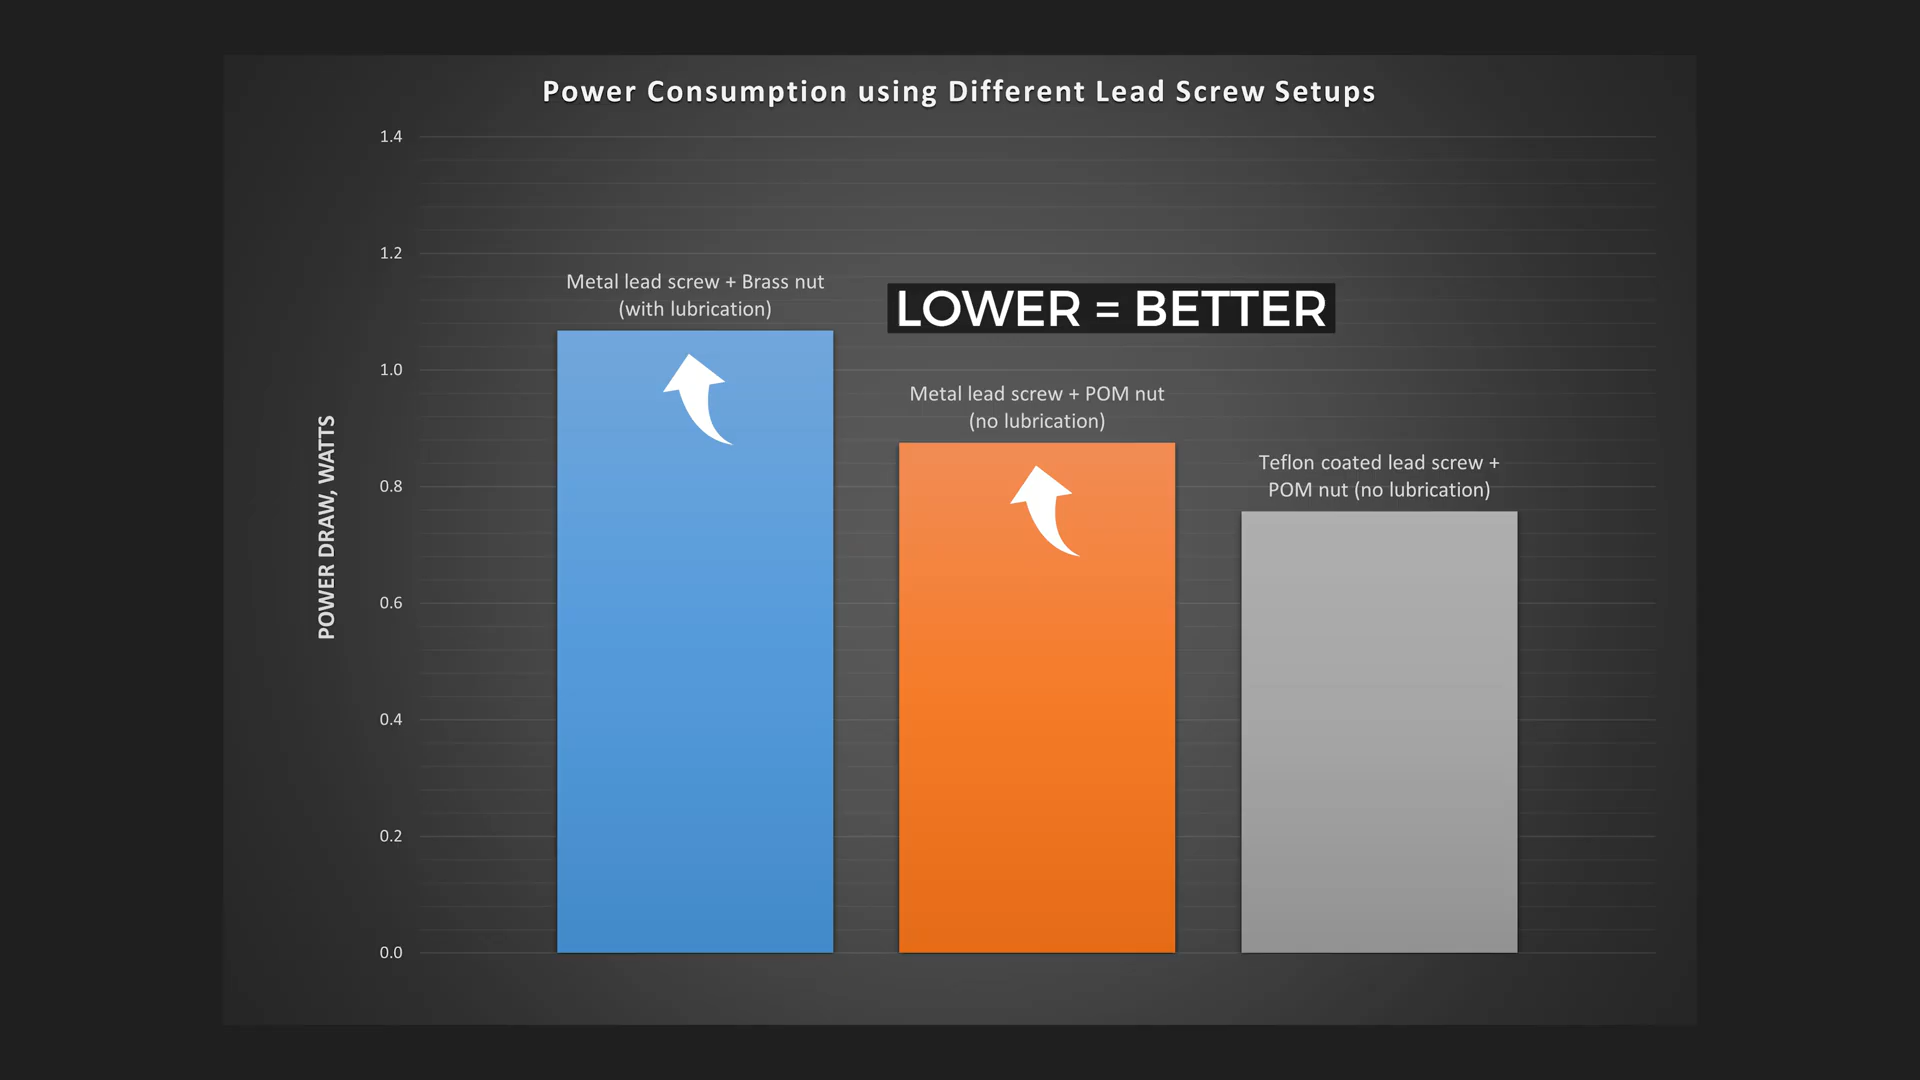 Power Consumption using Different Lead Screw Setups
1.4
1.2
Metal lead screw + Brass nut
(with lubrication)
LOWER = BETTER
1.0
Metal lead screw + POM nut
(no lubrication)
Teflon coated lead screw +
POM nut (no lubrication)
0.8
POWER DRAW, WATTS
0.6
0.4
0.2
0.0